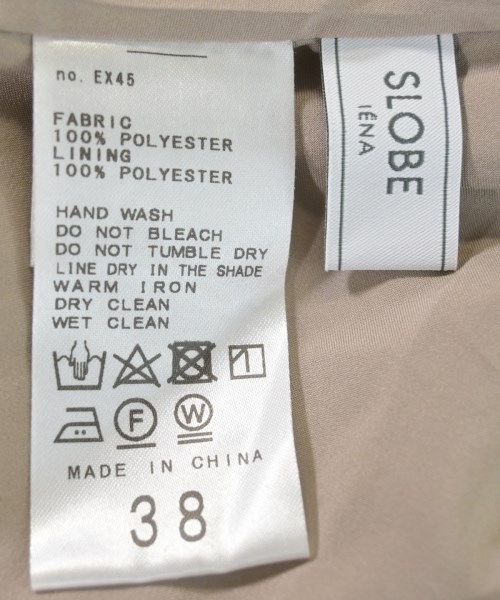 no. EX45
FABRIC
100% POLYESTER
LINING
100% POLYESTER
HAND WASH
DO NOT BLEACH
DO NOT TUMBLE DRY
LINE DRY IN THE SHADE
WARM IRON
DRY CLEAN
WET CLEAN
F W
MADE IN CHINA
38
SLOBE
IÉNA